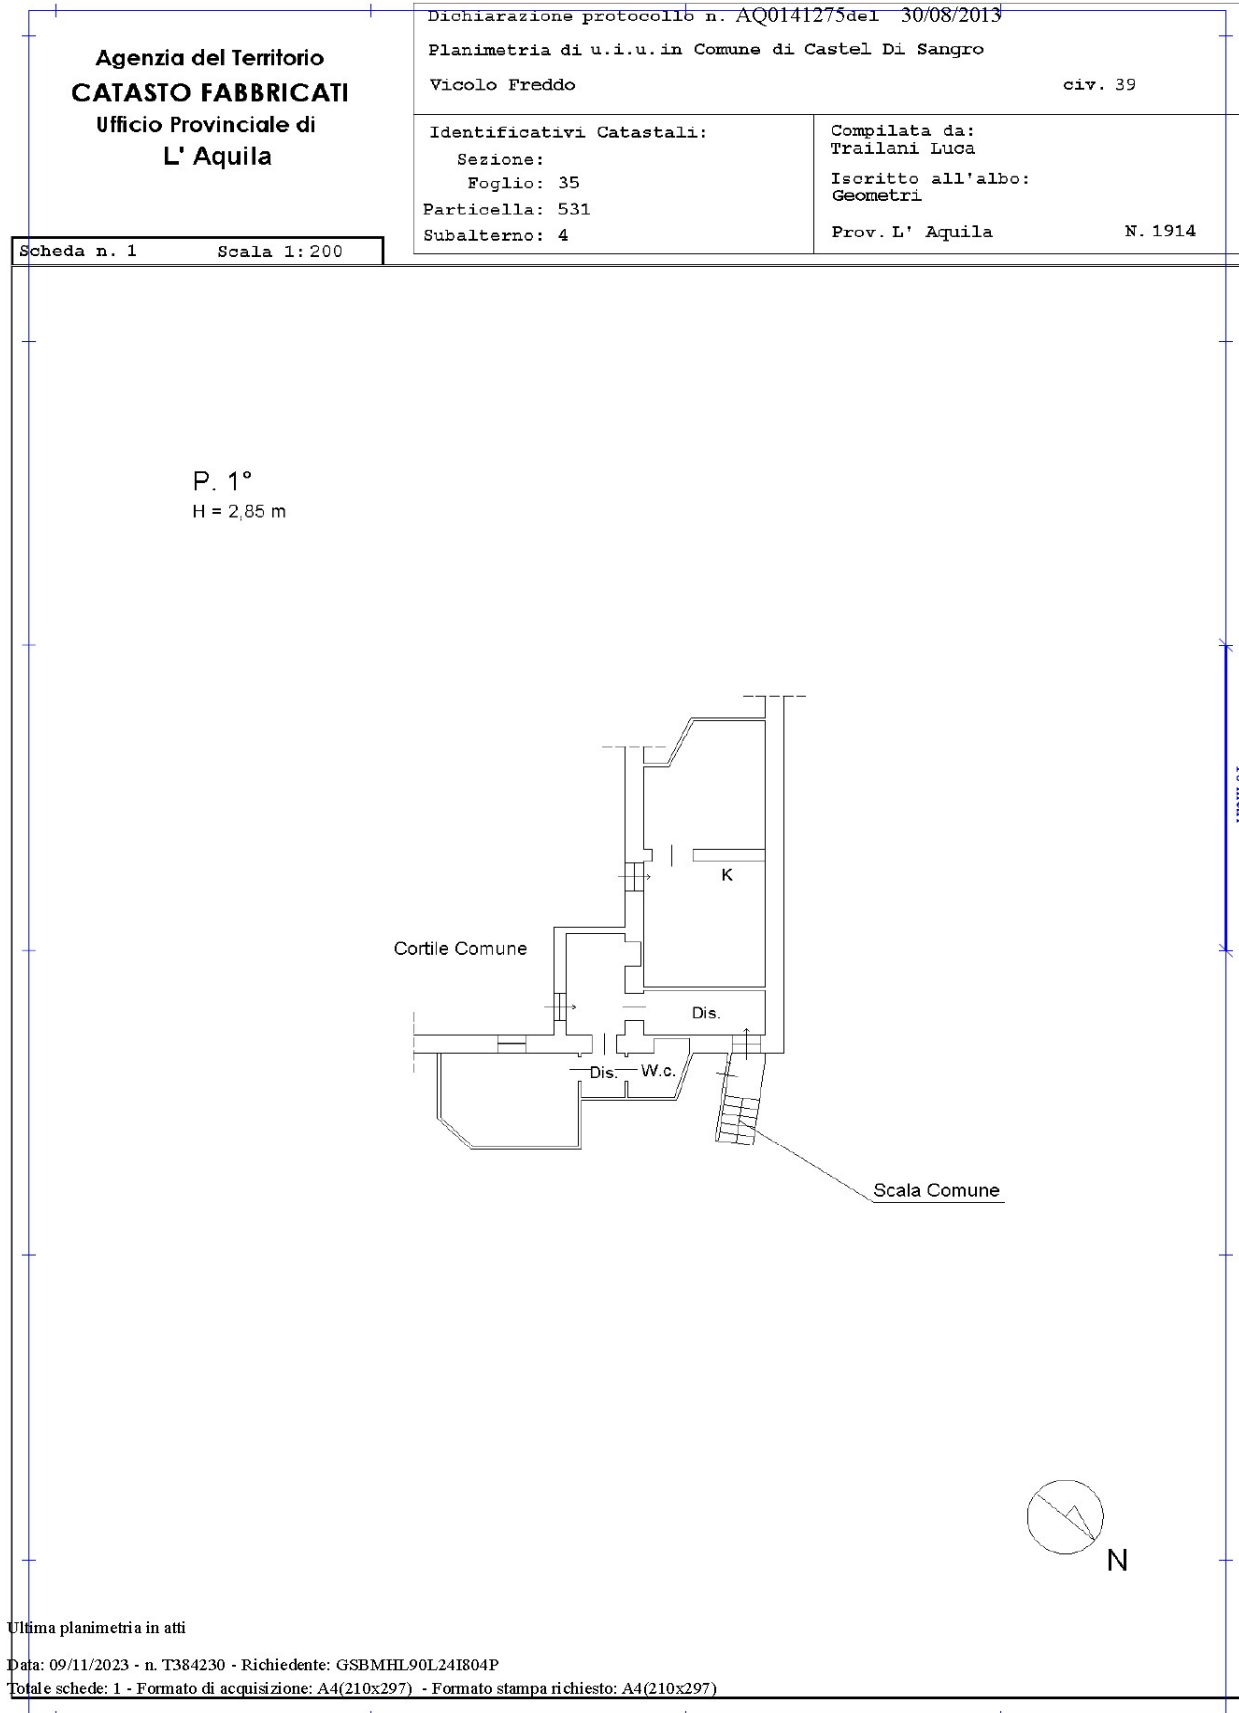 Agenzia del Territorio
CATASTO FABBRICATI
Ufficio Provinciale di
L' Aquila
Dichiarazione protocollo n. AQ0141275del 30/08/2013
Planimetria di u.i.u. in Comune di Castel Di Sangro
Vicolo Freddo civ. 39
Identificativi Catastali:
Sezione:
Foglio: 35
Particella: 531
Subalterno: 4
Compilata da:
Trailani Luca
Iscritto all'albo:
Geometri
Prov. L' Aquila N. 1914
Scheda n. 1 Scala 1:200
P. 1°
H = 2,85 m
K
Cortile Comune
Dis.
Dis.
W.c.
Scala Comune
N
Ultima planimetria in atti
Data: 09/11/2023 - n. T384230 - Richiedente: GSBMHL90L24I804P
Totale schede: 1 - Formato di acquisizione: A4(210x297) - Formato stampa richiesto: A4(210x297)